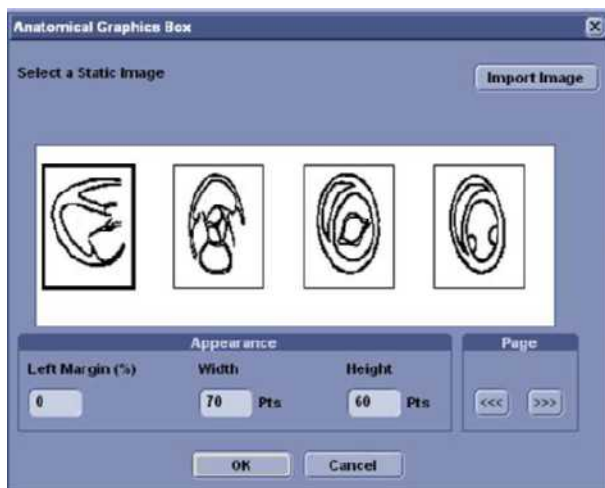 Anatomical Graphics Box
Select a Static Image
Import Image
Appearance
Page
Left Margin (%)
Width
Height
0
70 Pts
60 Pts
<<<
>>>
OK
Cancel